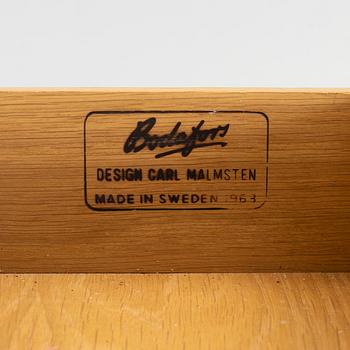 Bodafors
DESIGN CARL MALMSTEN
MADE IN SWEDEN 1963